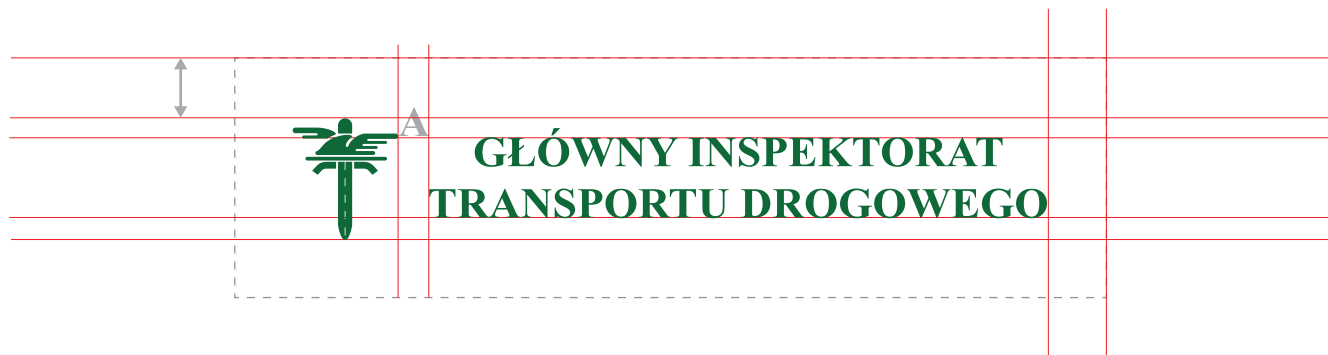 A
GŁÓWNY INSPEKTORAT
TRANSPORTU DROGOWEGO